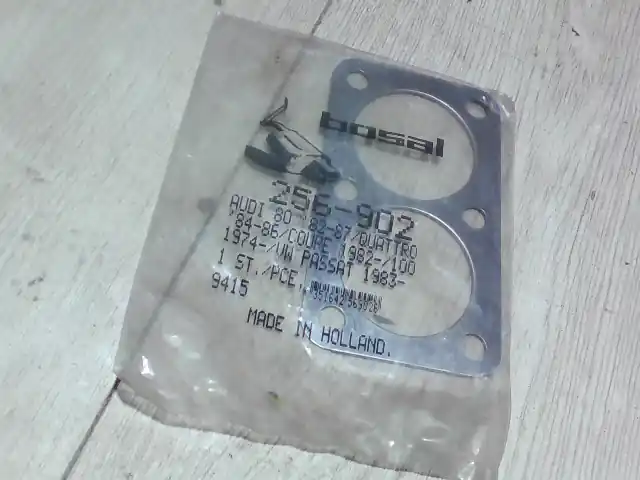 bosal
256-902
AUDI 80 '82-87/QUATTRO
'84-86/COUPE 1982-/100
1974-/VW PASSAT 1983-
1 ST./PCE.
9415
MADE IN HOLLAND.